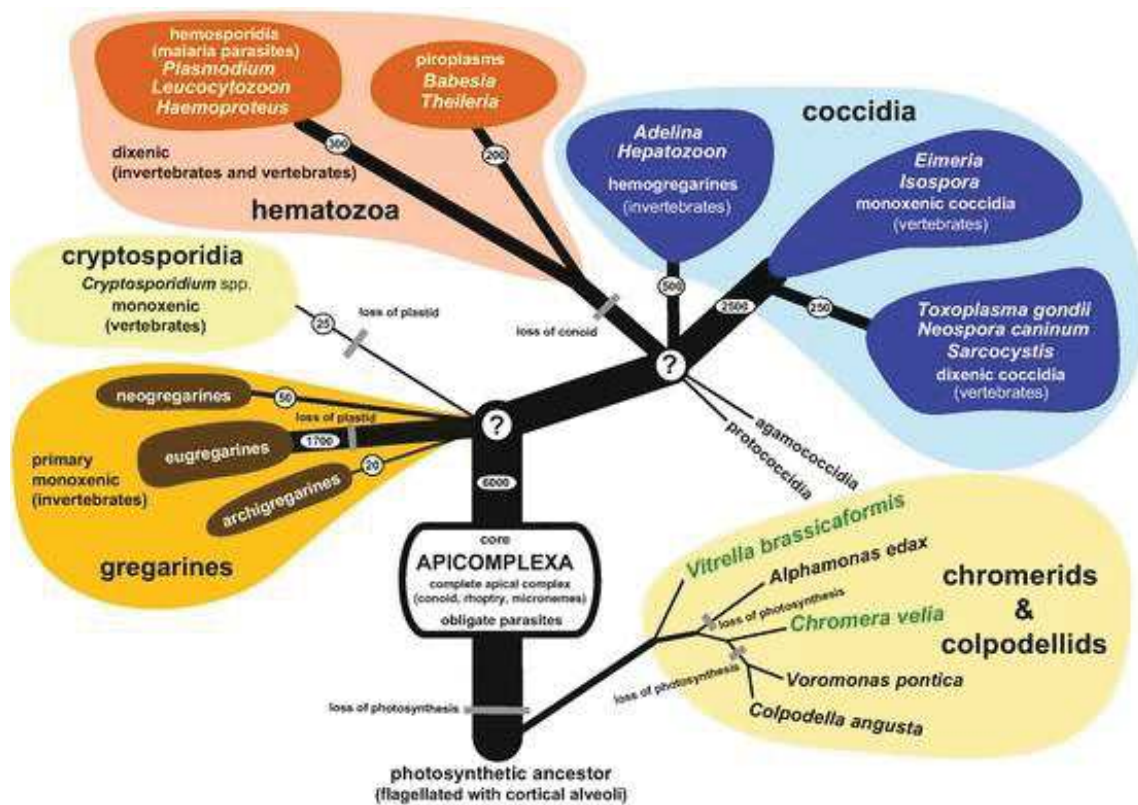 hemosporidia
(malaria parasites)
Plasmodium
Leucocytozoon
Haemoproteus
piroplasms
Babesia
Theileria
300
200
dixenic
(invertebrates and vertebrates)
hematozoa
coccidia
Adelina
Hepatozoon
hemogregarines
(invertebrates)
Eimeria
Isospora
monoxenic coccidia
(vertebrates)
500
2500
250
Toxoplasma gondii
Neospora caninum
Sarcocystis
dixenic coccidia
(vertebrates)
cryptosporidia
Cryptosporidium spp.
monoxenic
(vertebrates)
25
loss of plastid
loss of conoid
?
agamococcidia
protococcidia
neogregarines
50
loss of plastid
eugregarines
1700
archigregarines
20
primary
monoxenic
(invertebrates)
gregarines
?
6000
core
APICOMPLEXA
complete apical complex
(conoid, rhoptry, micronemes)
obligate parasites
loss of photosynthesis
photosynthetic ancestor
(flagellated with cortical alveoli)
Vitrella brassicaformis
Alphamonas edax
loss of photosynthesis
Chromera velia
loss of photosynthesis
Voromonas pontica
Colpodella angusta
chromerids
&
colpodellids